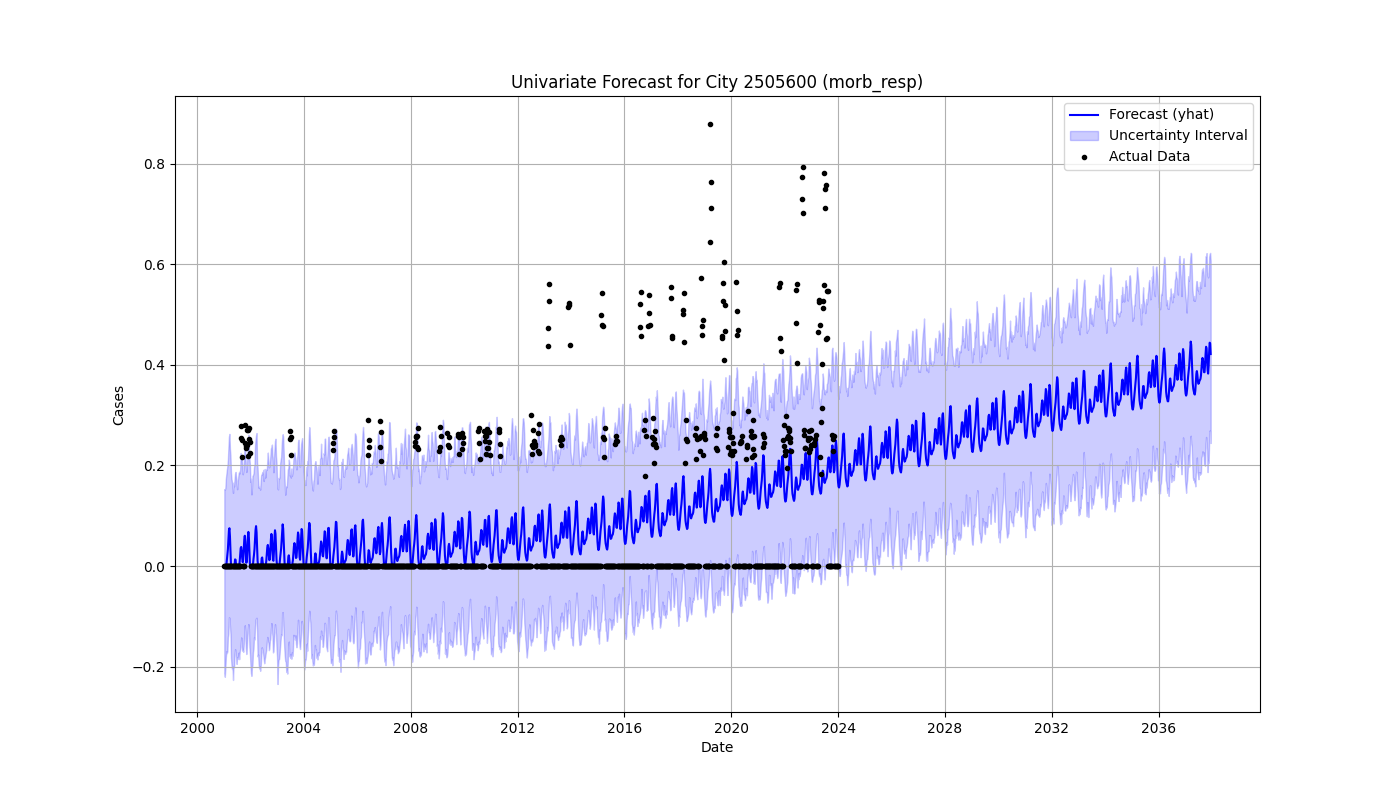 Univariate Forecast for City 2505600 (morb_resp)
Forecast (yhat)
Uncertainty Interval
Actual Data
Cases
0.8
0.6
0.4
0.2
0.0
−0.2
2000 2004 2008 2012 2016 2020 2024 2028 2032 2036
Date